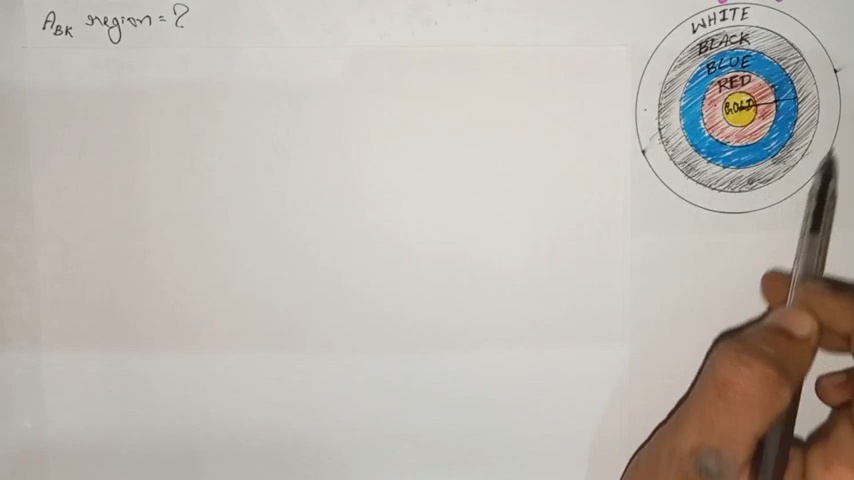 A_BK region = ?
WHITE
BLACK
BLUE
RED
GOLD